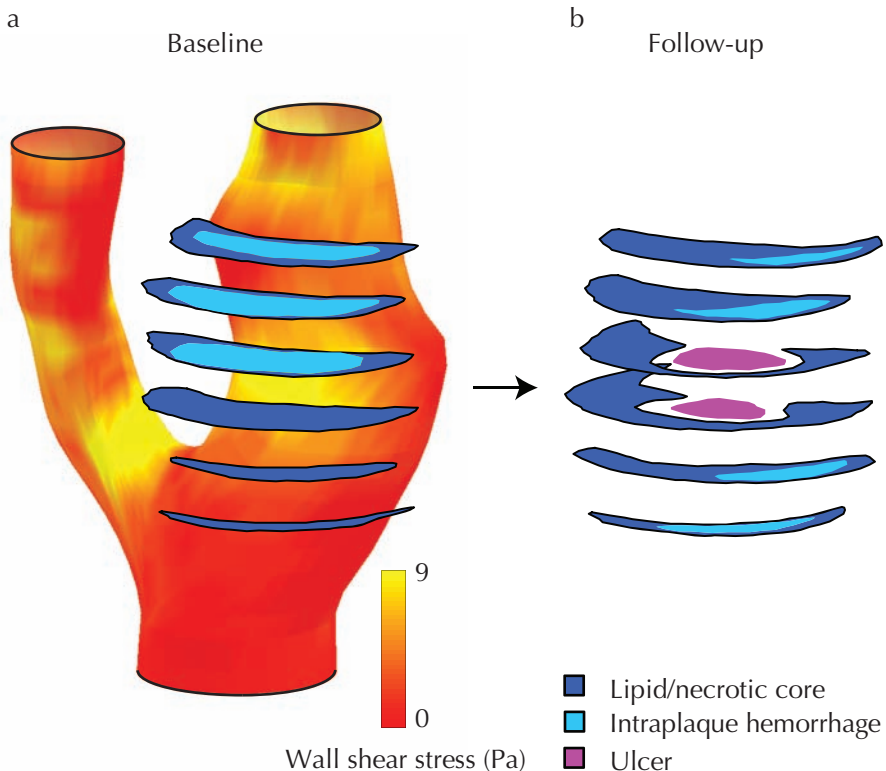 a
Baseline
b
Follow-up
9
0
Wall shear stress (Pa)
Lipid/necrotic core
Intraplaque hemorrhage
Ulcer